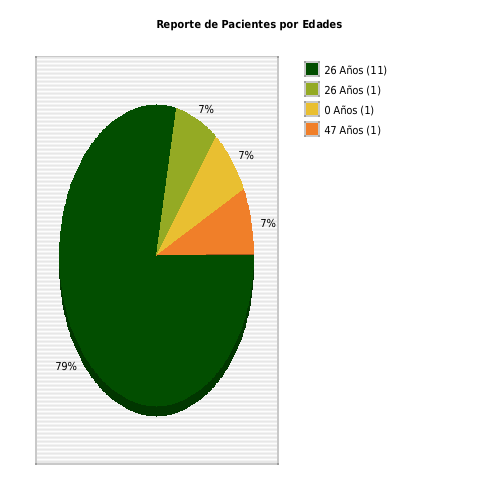 Reporte de Pacientes por Edades
26 Años (11)
26 Años (1)
0 Años (1)
47 Años (1)
7%
7%
7%
79%